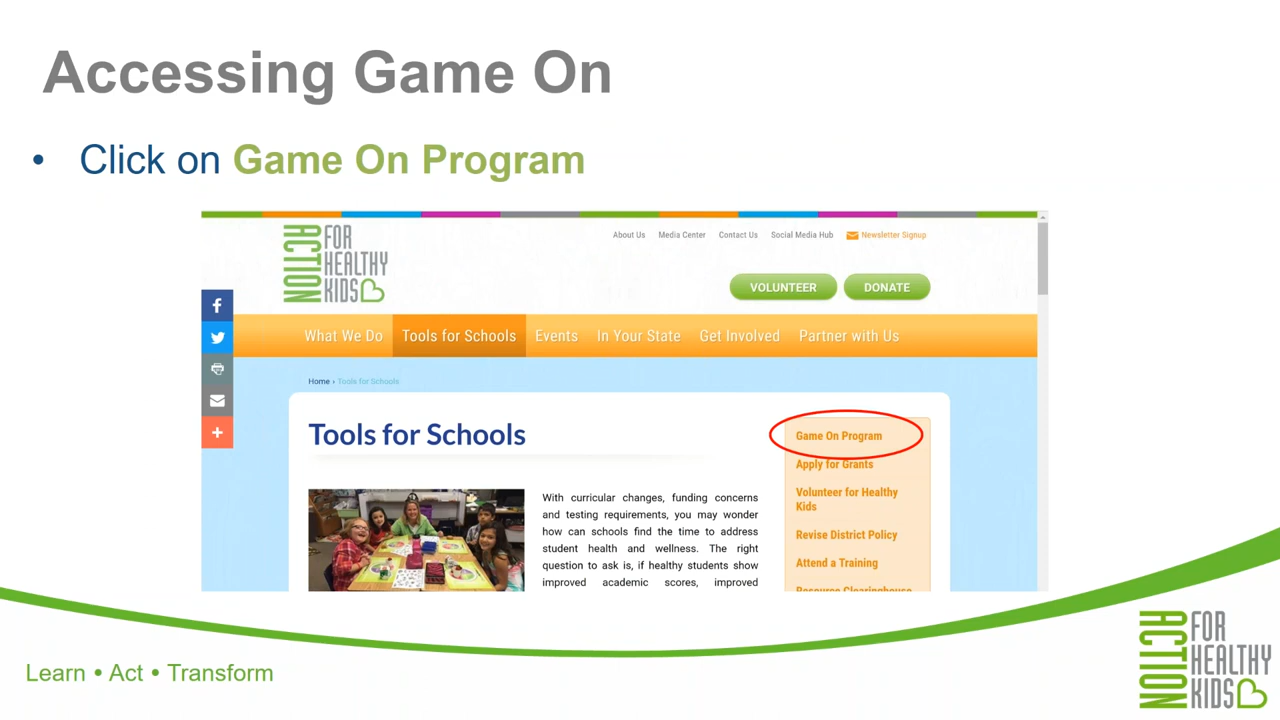 Accessing Game On
• Click on Game On Program
ACTION FOR HEALTHY KIDS
About Us Media Center Contact Us Social Media Hub Newsletter Signup
VOLUNTEER DONATE
What We Do Tools for Schools Events In Your State Get Involved Partner with Us
Home › Tools for Schools
Tools for Schools
With curricular changes, funding concerns
and testing requirements, you may wonder
how can schools find the time to address
student health and wellness. The right
question to ask is, if healthy students show
improved academic scores, improved
Game On Program
Apply for Grants
Volunteer for Healthy
Kids
Revise District Policy
Attend a Training
Resource Clearinghouse
Learn • Act • Transform
ACTION FOR HEALTHY KIDS